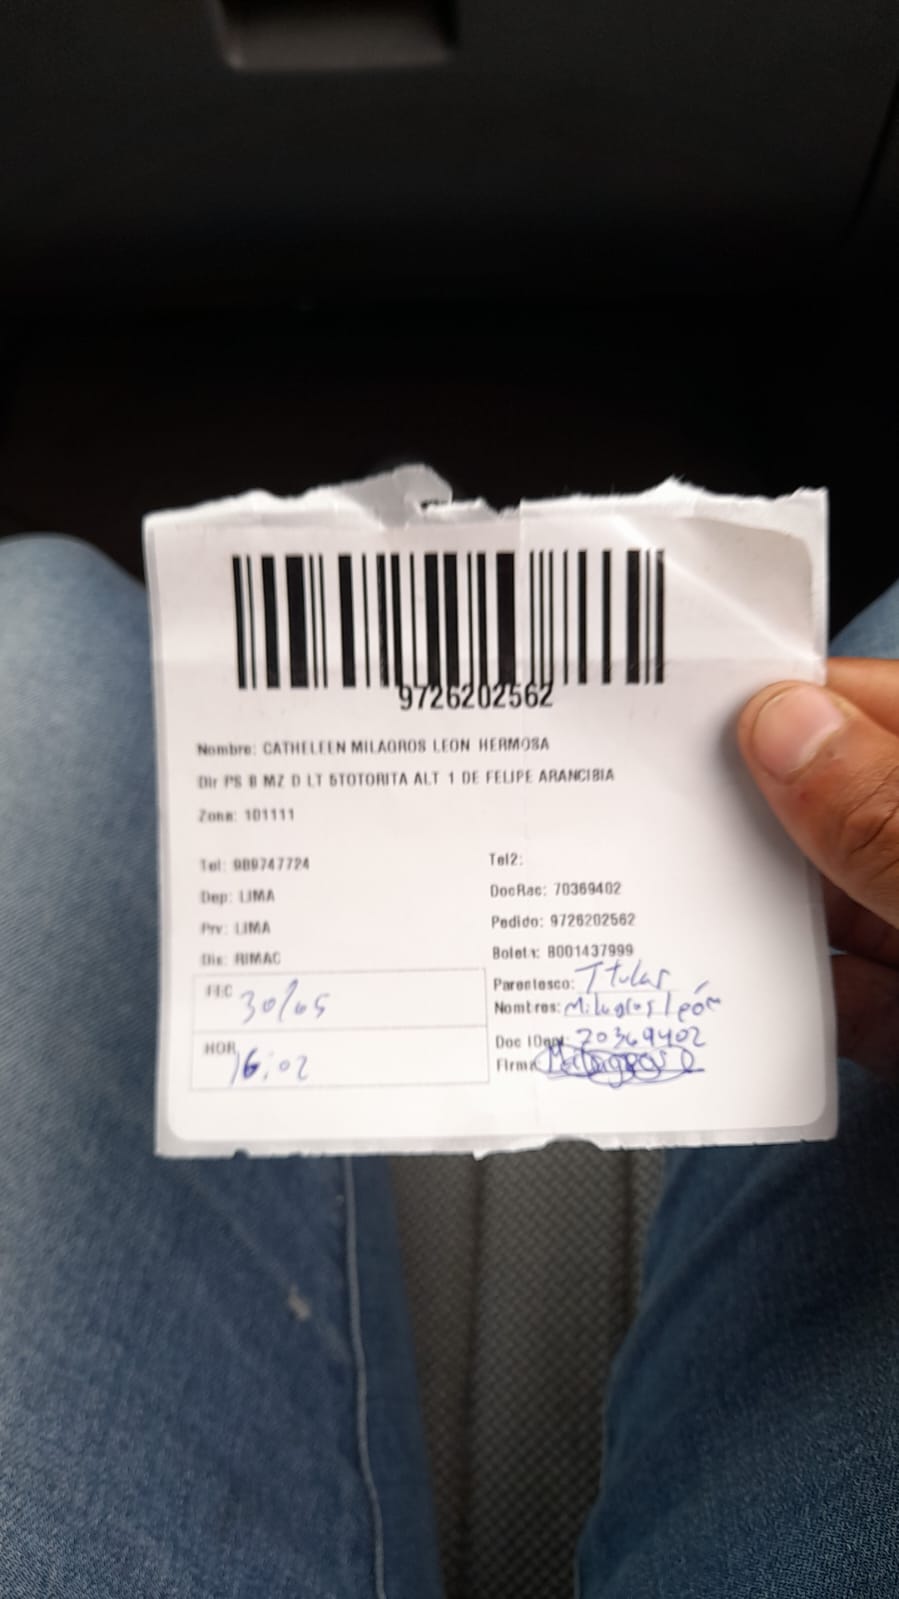 9726202562
Nombre: CATHELEEN MILAGROS LEON HERMOSA
Dir PS B MZ D LT 5TOTORITA ALT 1 DE FELIPE ARANCIBIA
Zona: 101111
Tel: 989747724
Tel2:
Dep: LIMA
DocRac: 70369402
Prv: LIMA
Pedido: 9726202562
Dis: RIMAC
Boleta: B001437999
FEC 30/05
Parentesco: Titular
Nombres: Milagros León
HOR 16:02
Doc IDent: 70369402
Firma: